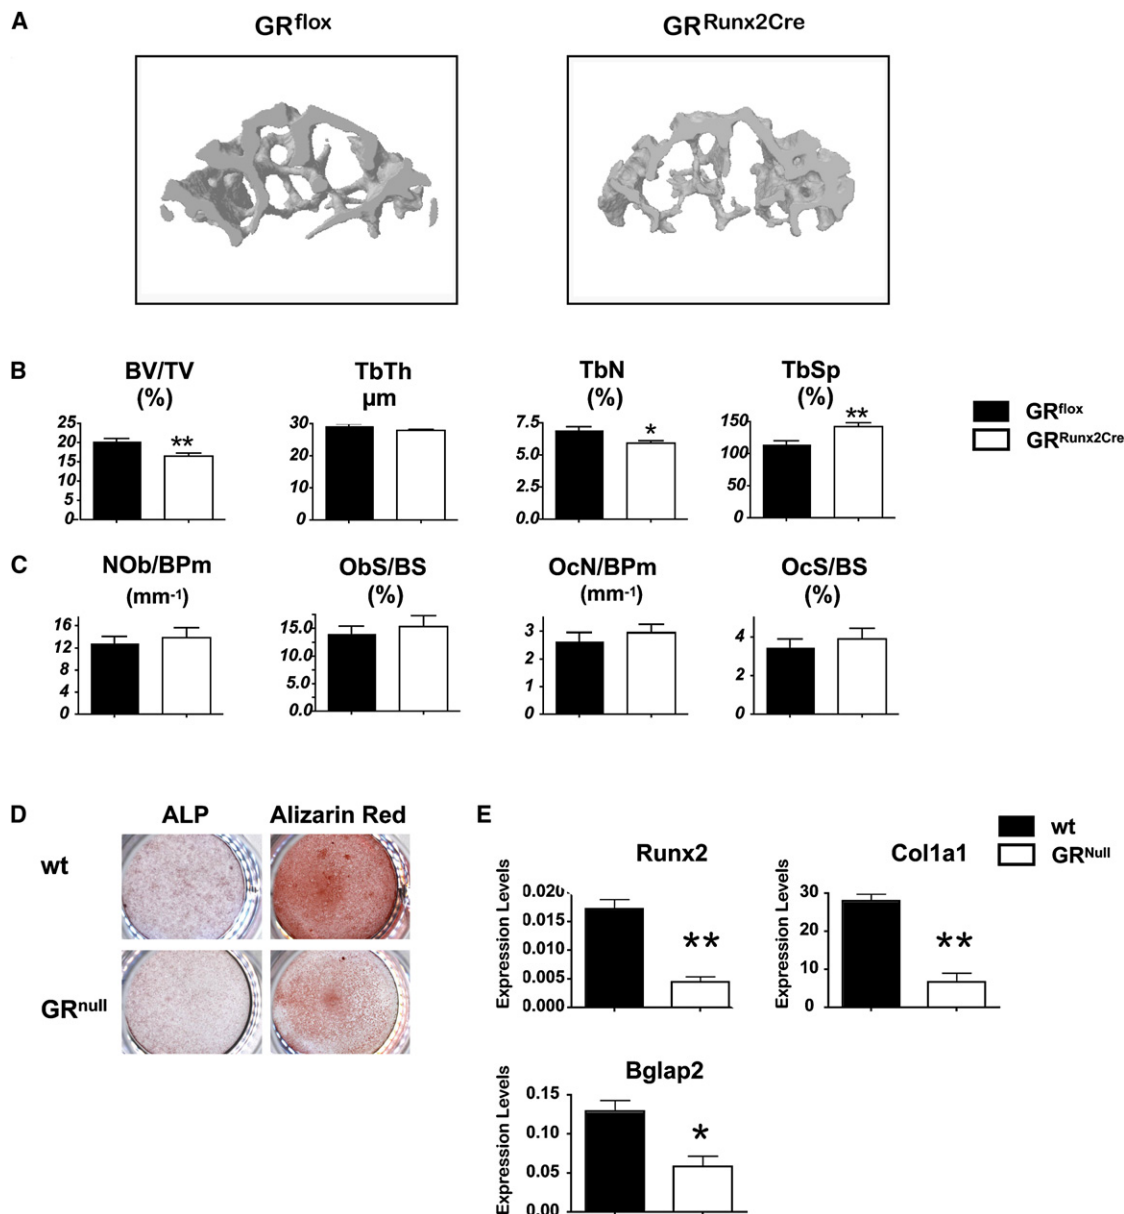 A
GRflox
GRRunx2Cre
B
BV/TV
(%)
TbTh
µm
TbN
(%)
TbSp
(%)
25
20
15
10
5
0
**
30
20
10
0
7.5
5.0
2.5
0.0
*
150
100
50
0
**
GRflox
GRRunx2Cre
C
NOb/BPm
(mm-1)
ObS/BS
(%)
OcN/BPm
(mm-1)
OcS/BS
(%)
16
12
8
4
0
15.0
10.0
5.0
0.0
3
2
1
0
4
2
0
D
ALP
Alizarin Red
wt
GRnull
E
wt
GRNull
Runx2
Expression Levels
0.020
0.015
0.010
0.005
0.000
**
Col1a1
Expression Levels
30
20
10
0
**
Bglap2
Expression Levels
0.15
0.10
0.05
0.00
*